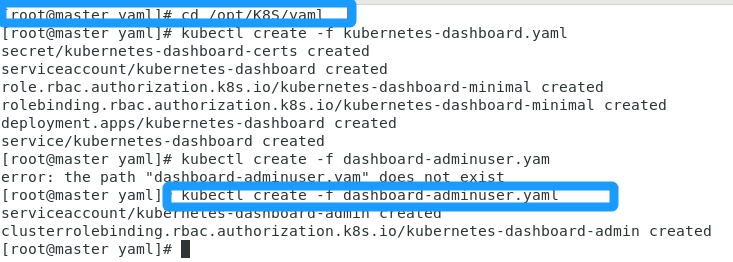 [root@master yaml]# cd /opt/K8S/yaml
[root@master yaml]# kubectl create -f kubernetes-dashboard.yaml
secret/kubernetes-dashboard-certs created
serviceaccount/kubernetes-dashboard created
role.rbac.authorization.k8s.io/kubernetes-dashboard-minimal created
rolebinding.rbac.authorization.k8s.io/kubernetes-dashboard-minimal created
deployment.apps/kubernetes-dashboard created
service/kubernetes-dashboard created
[root@master yaml]# kubectl create -f dashboard-adminuser.yam
error: the path "dashboard-adminuser.yam" does not exist
[root@master yaml] kubectl create -f dashboard-adminuser.yaml
serviceaccount/kubernetes-dashboard-admin created
clusterrolebinding.rbac.authorization.k8s.io/kubernetes-dashboard-admin created
[root@master yaml]#